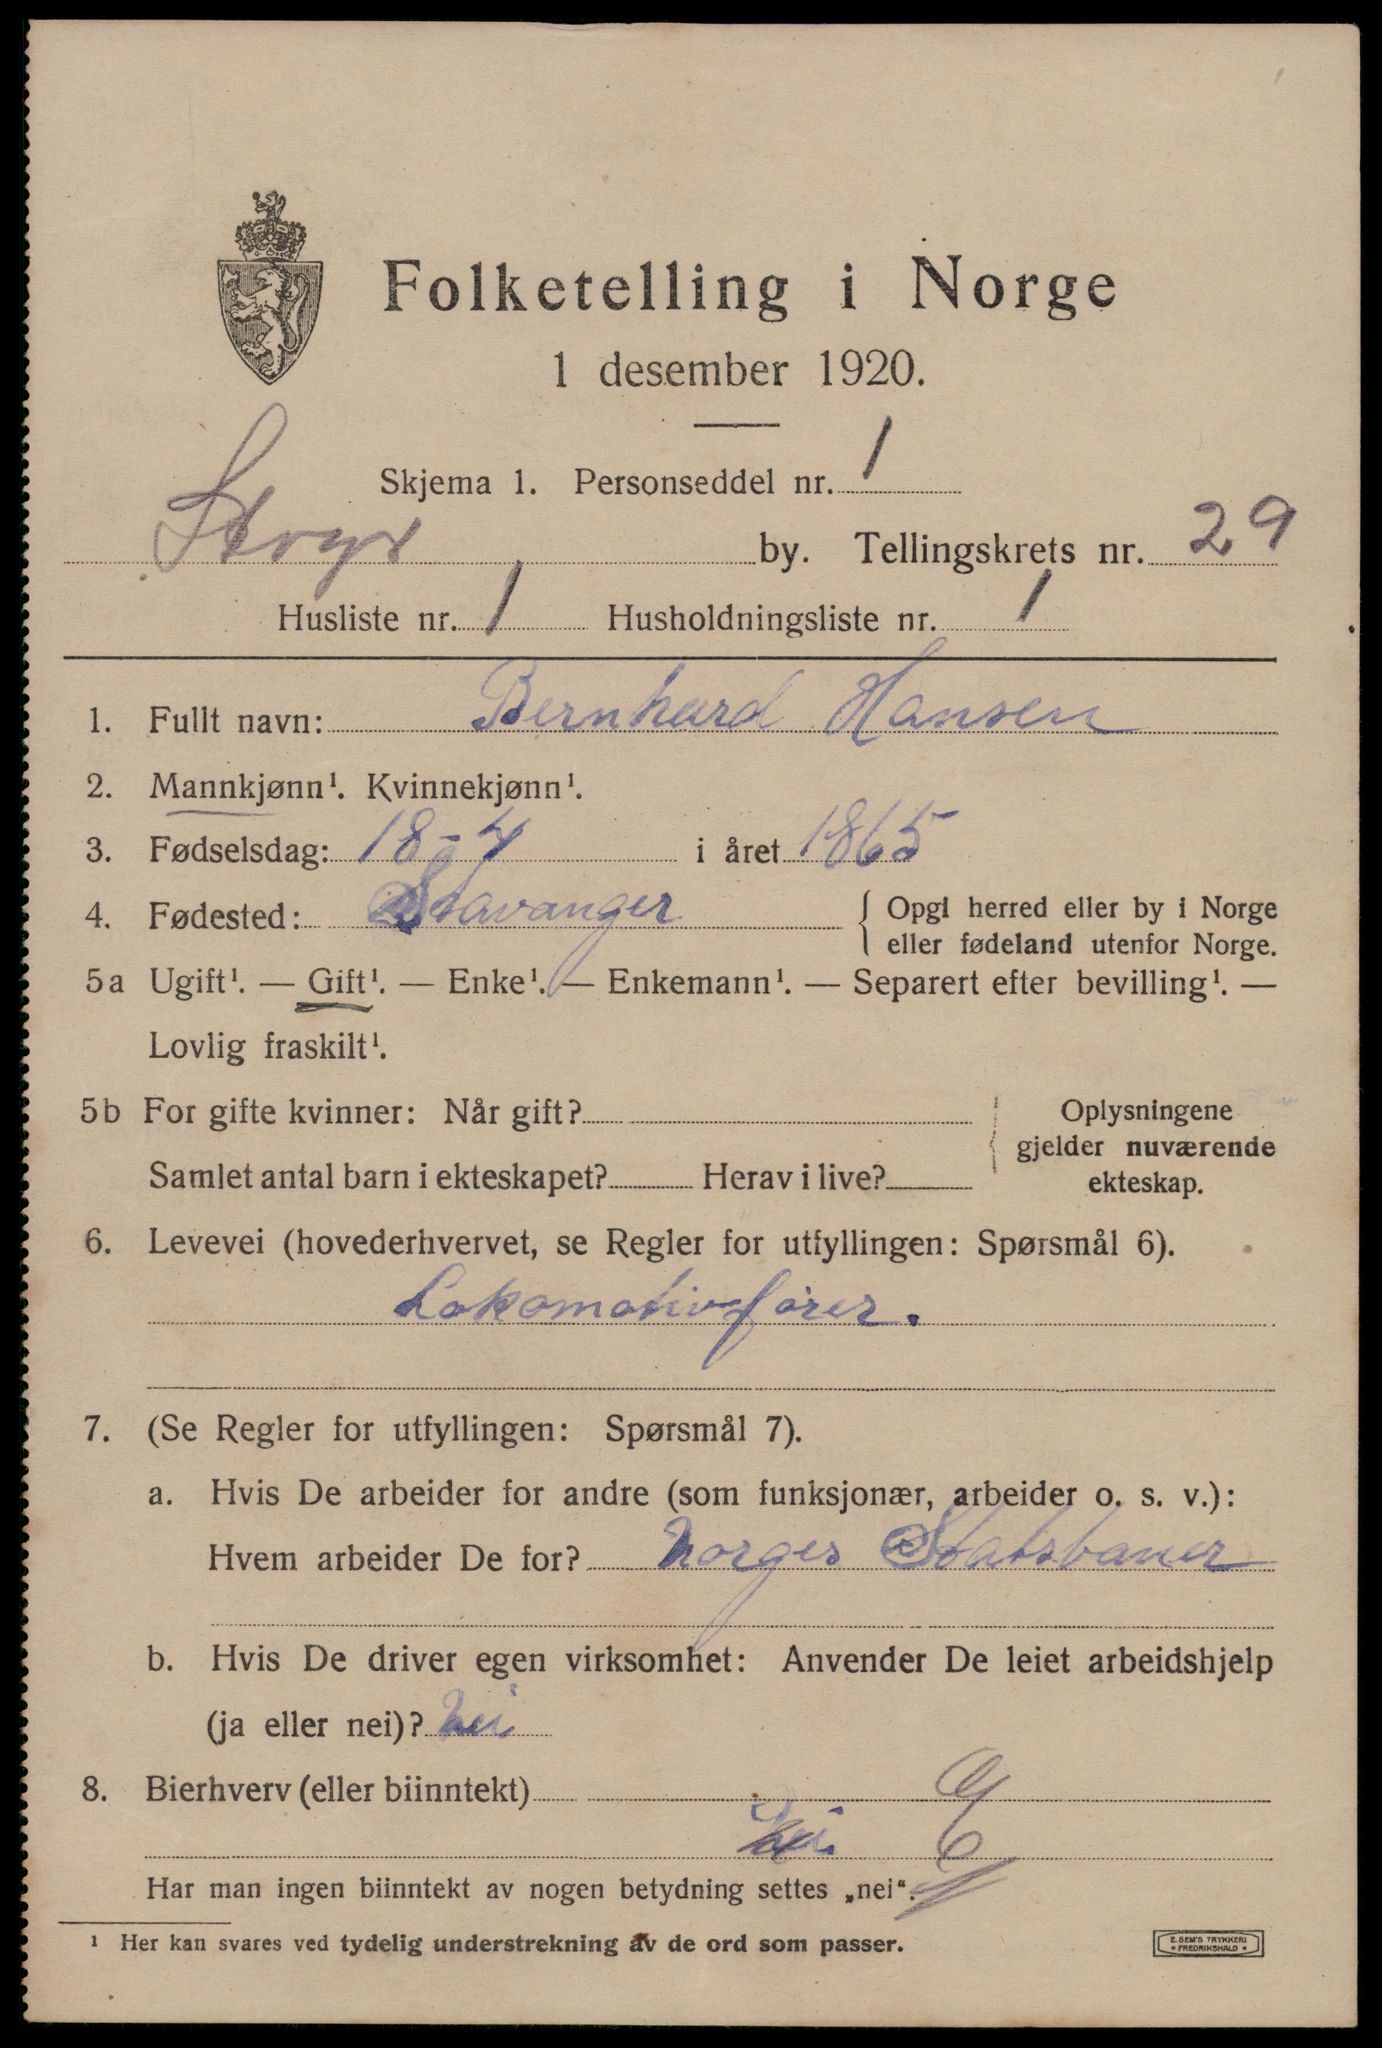 Folketelling i Norge
1 desember 1920.
Skjema 1. Personseddel nr. 1
by. Tellingskrets nr. 29
Husliste nr. 1 Husholdningsliste nr. 1
1. Fullt navn: Bernhard Hansen
2. Mannkjønn¹. Kvinnekjønn¹.
3. Fødselsdag: 18-4 i året 1865
4. Fødested: Stavanger { Opgi herred eller by i Norge
eller fødeland utenfor Norge.
5a Ugift¹. — Gift¹. — Enke¹. — Enkemann¹. — Separert efter bevilling¹. —
Lovlig fraskilt¹.
5b For gifte kvinner: Når gift?
Samlet antal barn i ekteskapet? Herav i live?
Oplysningene
gjelder nuværende
ekteskap.
6. Levevei (hovederhvervet, se Regler for utfyllingen: Spørsmål 6).
Lokomotivfører.
7. (Se Regler for utfyllingen: Spørsmål 7).
a. Hvis De arbeider for andre (som funksjonær, arbeider o. s. v.):
Hvem arbeider De for? Norges Statsbaner
b. Hvis De driver egen virksomhet: Anvender De leiet arbeidshjelp
(ja eller nei)? Nei
8. Bierhverv (eller biinntekt)
Nei.
Har man ingen biinntekt av nogen betydning settes „nei“.
¹ Her kan svares ved tydelig understrekning av de ord som passer.
E. SEM'S TRYKKERI
• FREDRIKSHALD •